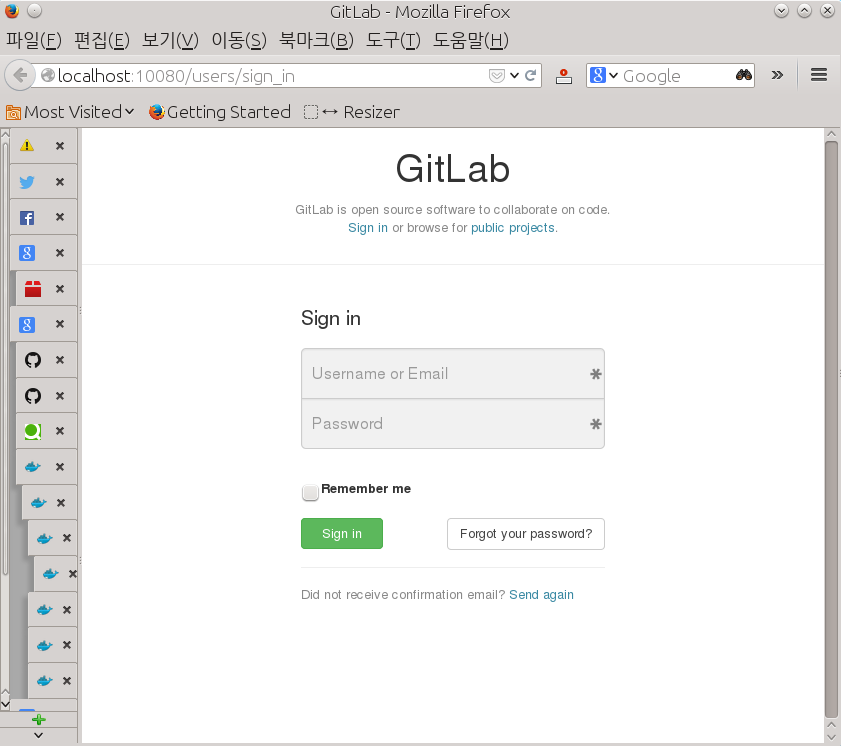 GitLab - Mozilla Firefox
파일(F) 편집(E) 보기(V) 이동(S) 북마크(B) 도구(T) 도움말(H)
localhost:10080/users/sign_in Google
Most Visited Getting Started Resizer
GitLab
GitLab is open source software to collaborate on code.
Sign in or browse for public projects.
Sign in
Username or Email
Password
Remember me
Sign in Forgot your password?
Did not receive confirmation email? Send again